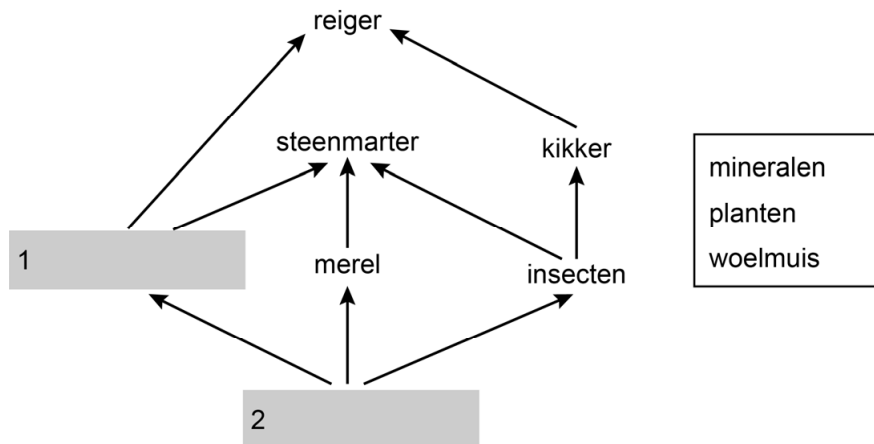 reiger
steenmarter
kikker
1
merel
insecten
2
mineralen
planten
woelmuis